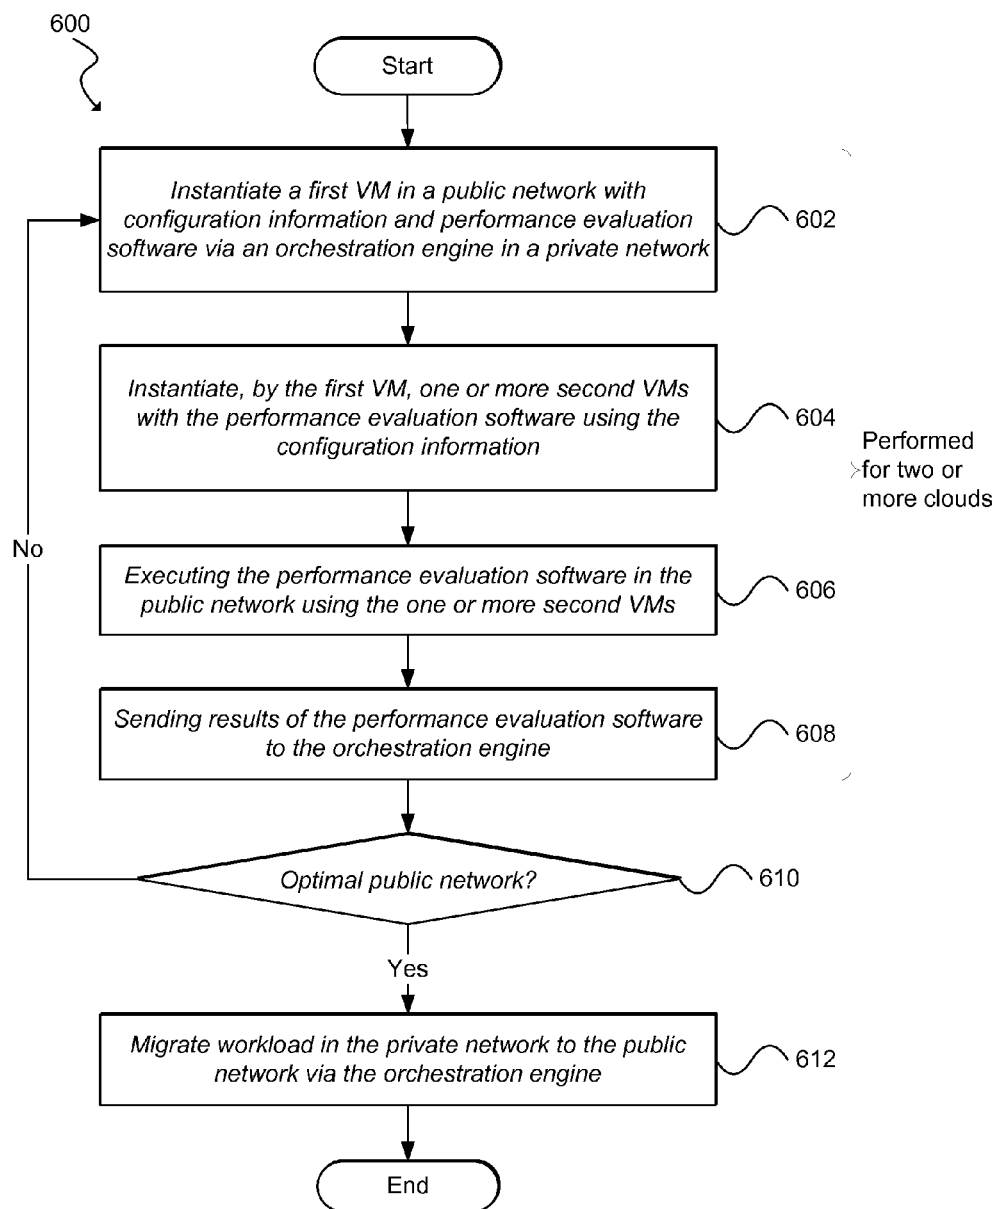 600
Start
Instantiate a first VM in a public network with
configuration information and performance evaluation
software via an orchestration engine in a private network
602
Instantiate, by the first VM, one or more second VMs
with the performance evaluation software using the
configuration information
604
Performed
for two or
more clouds
No
Executing the performance evaluation software in the
public network using the one or more second VMs
606
Sending results of the performance evaluation software
to the orchestration engine
608
Optimal public network?
610
Yes
Migrate workload in the private network to the public
network via the orchestration engine
612
End